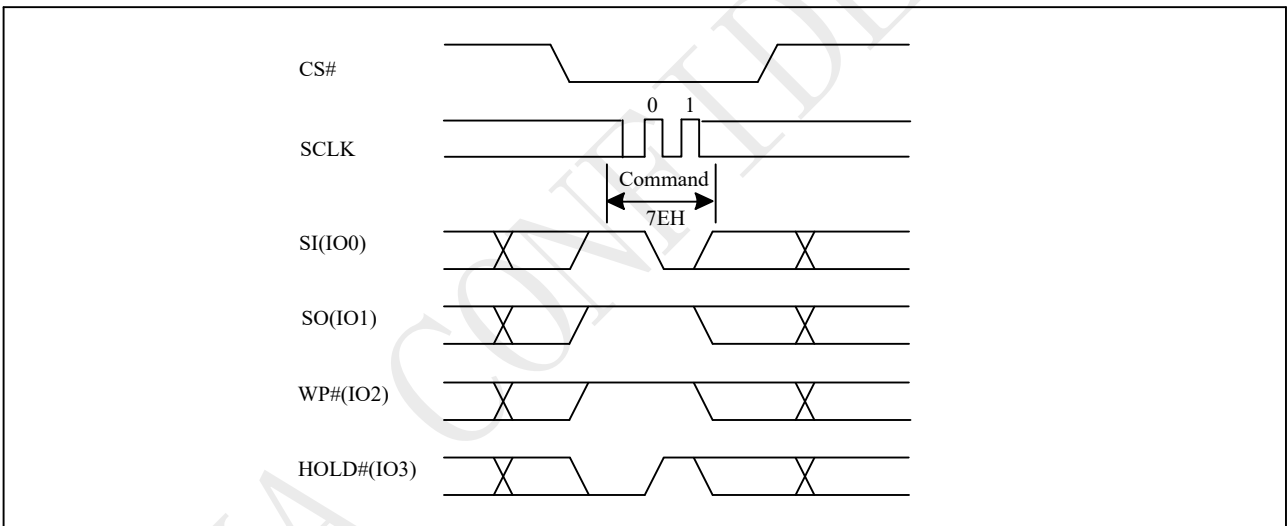 CS#
0 1
SCLK
Command
7EH
SI(IO0)
SO(IO1)
WP#(IO2)
HOLD#(IO3)